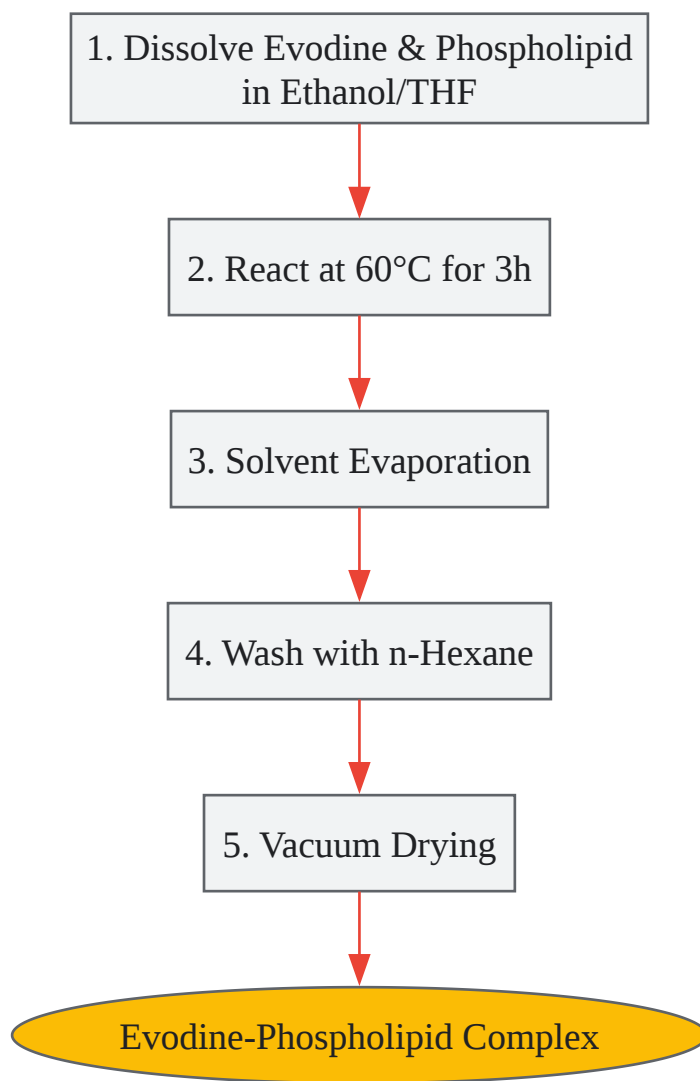 1. Dissolve Evodine & Phospholipid
in Ethanol/THF
2. React at 60°C for 3h
3. Solvent Evaporation
4. Wash with n-Hexane
5. Vacuum Drying
Evodine-Phospholipid Complex